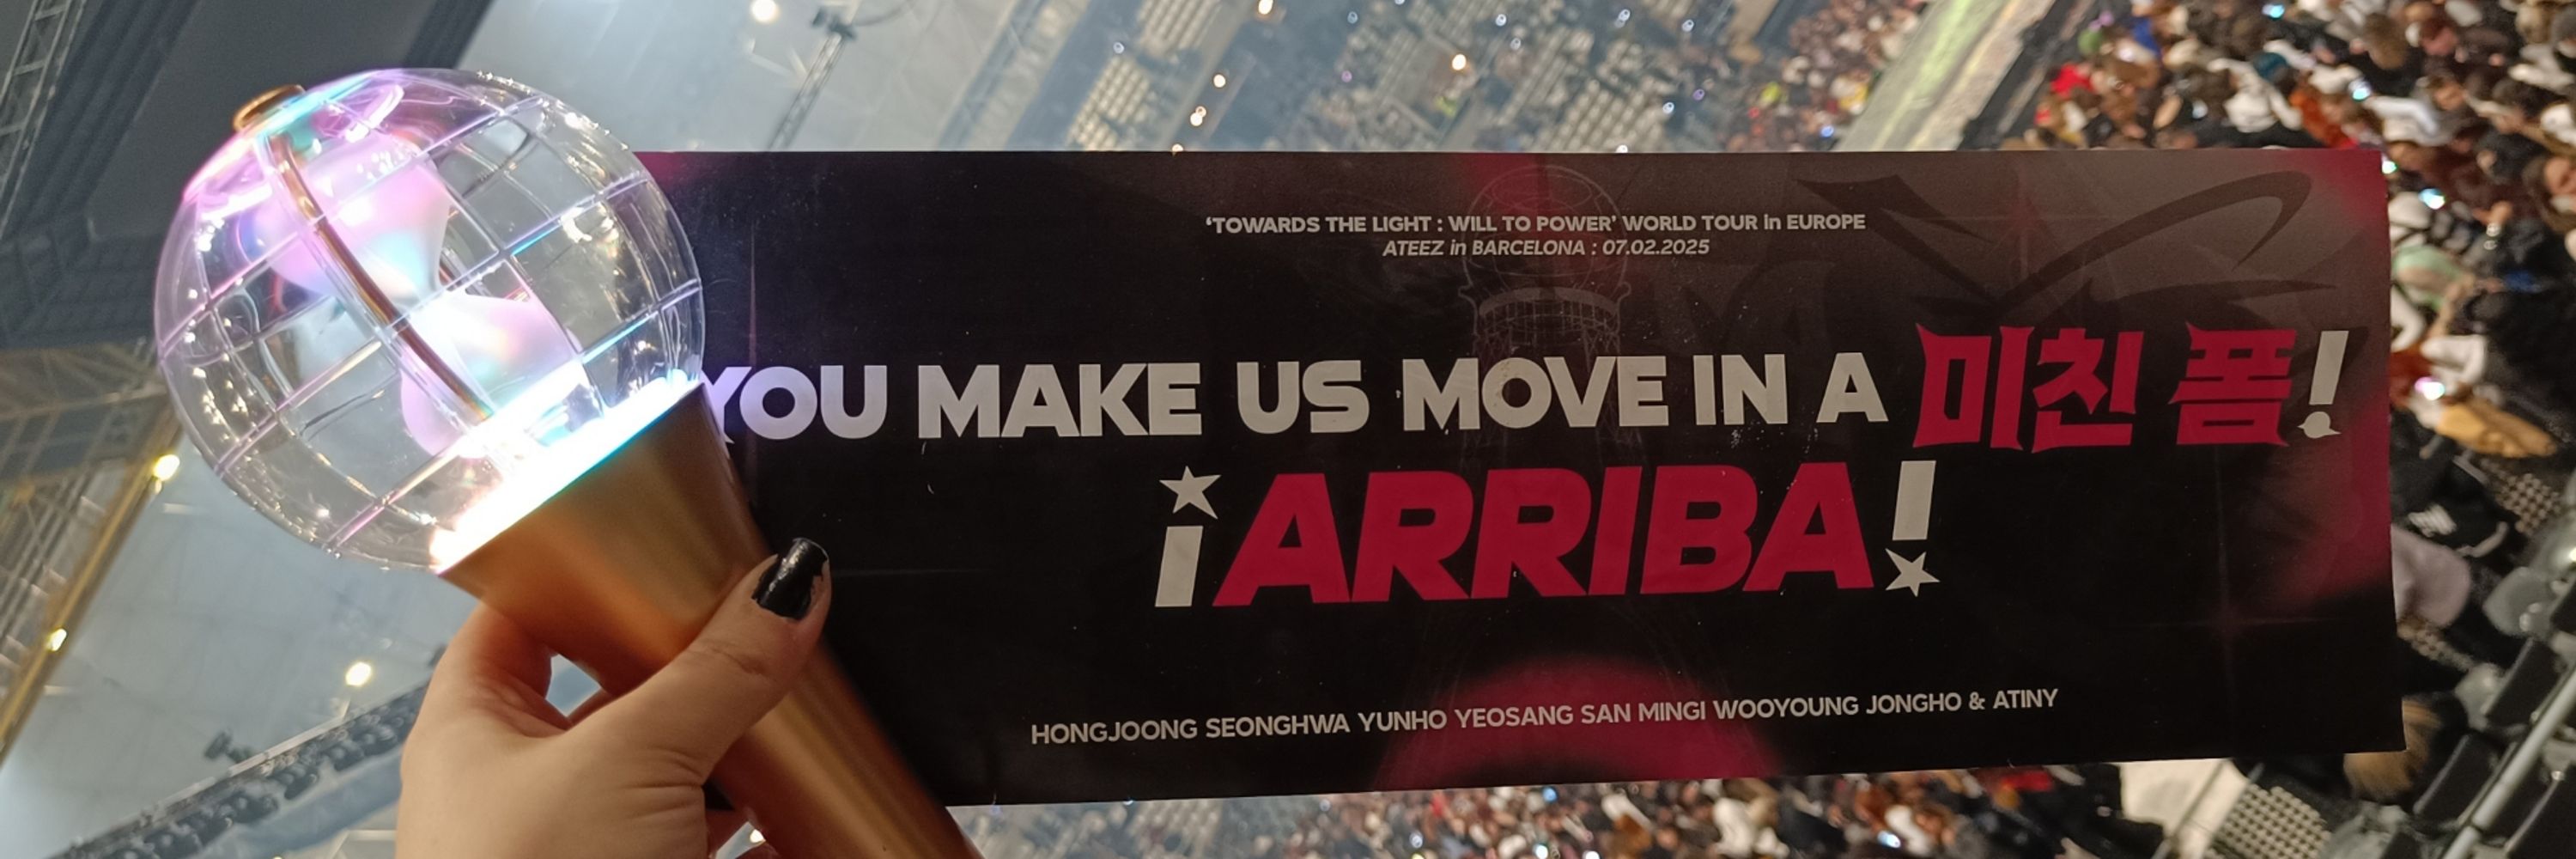 ‘TOWARDS THE LIGHT : WILL TO POWER’ WORLD TOUR in EUROPE
ATEEZ in BARCELONA : 07.02.2025
YOU MAKE US MOVE IN A 미친 폼!
¡ARRIBA!
HONGJOONG SEONGHWA YUNHO YEOSANG SAN MINGI WOOYOUNG JONGHO & ATINY